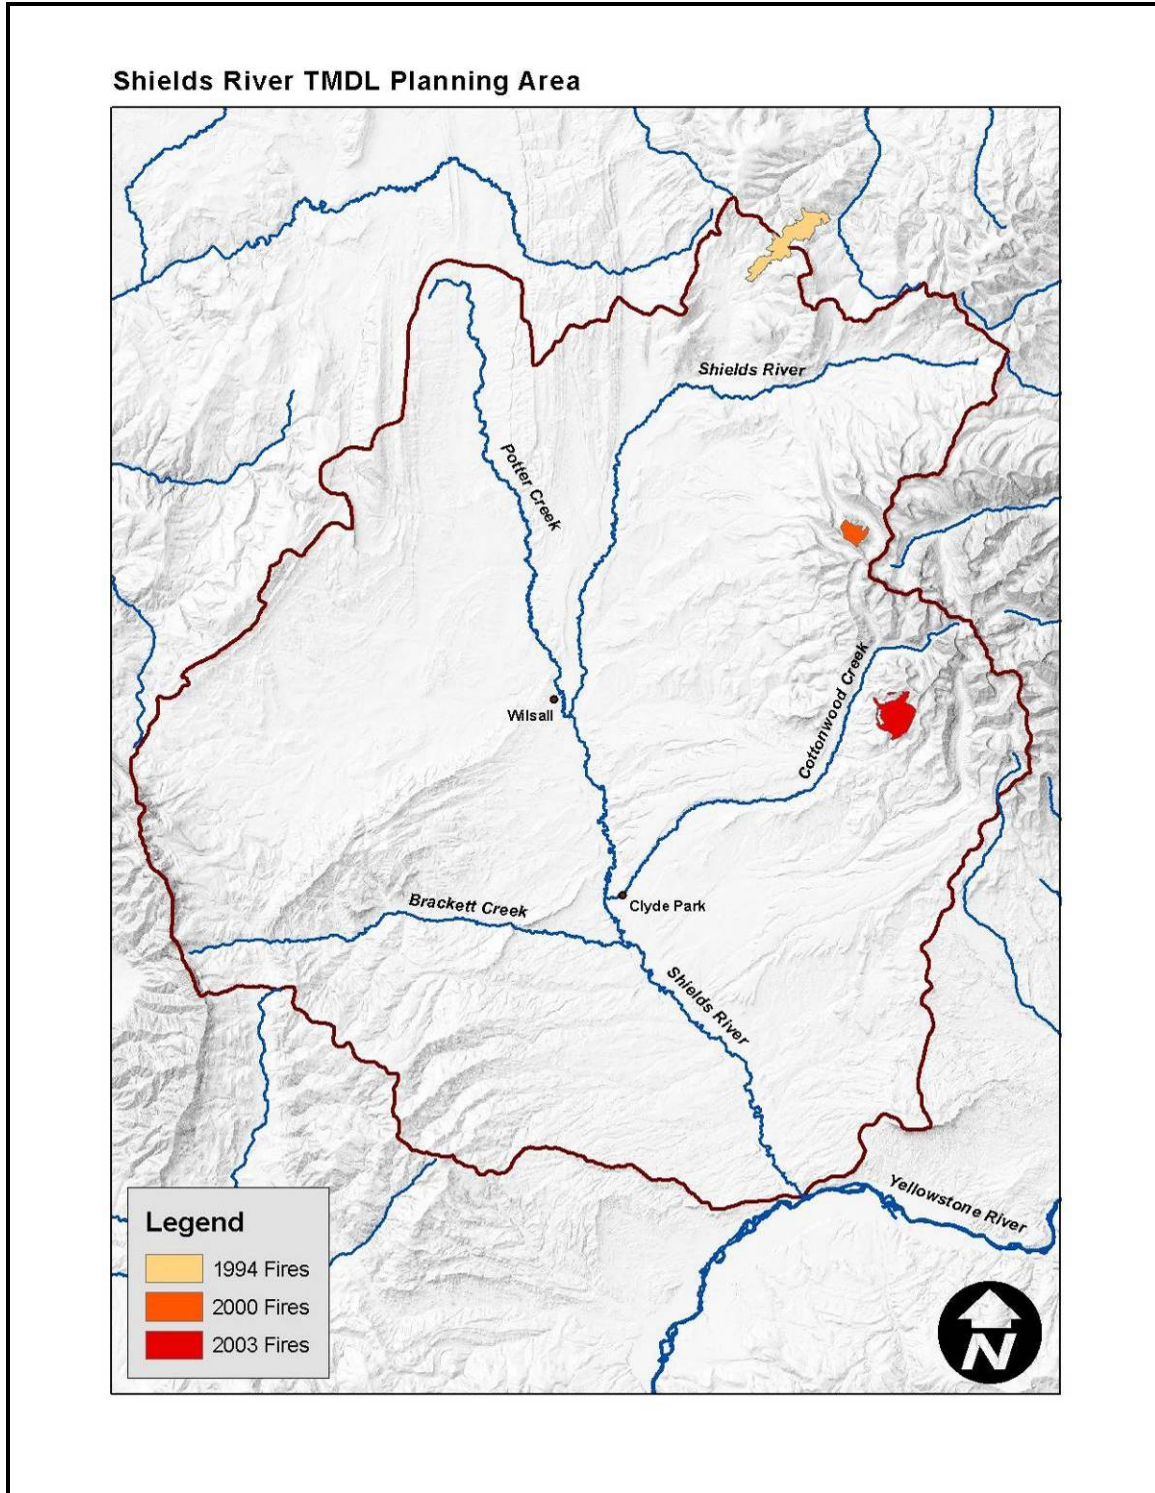 Shields River TMDL Planning Area
Shields River
Potter Creek
Cottonwood Creek
Wilsall
Clyde Park
Brackett Creek
Shields River
Yellowstone River
Legend
1994 Fires
2000 Fires
2003 Fires
N